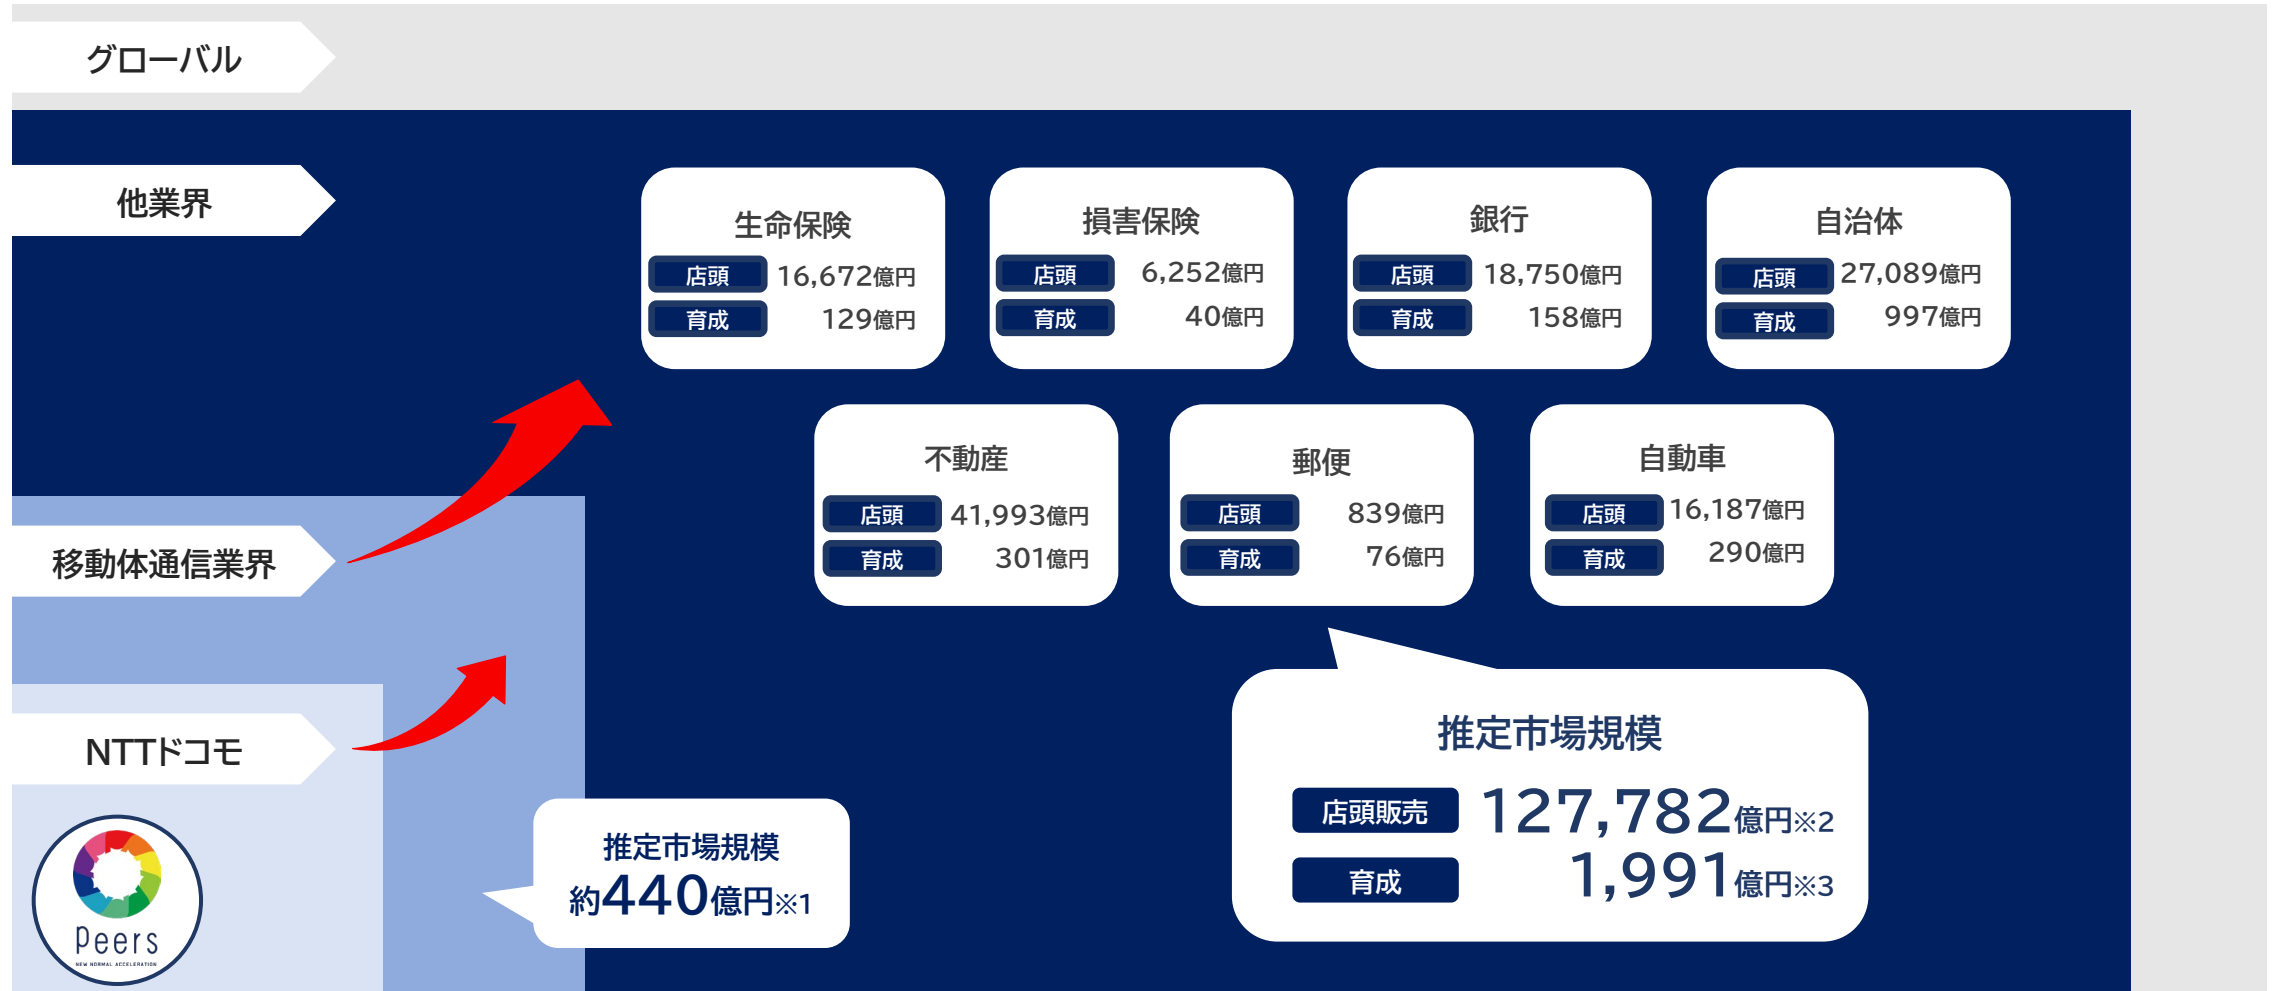 グローバル
他業界
生命保険
店頭 16,672億円
育成 129億円
損害保険
店頭 6,252億円
育成 40億円
銀行
店頭 18,750億円
育成 158億円
自治体
店頭 27,089億円
育成 997億円
不動産
店頭 41,993億円
育成 301億円
郵便
店頭 839億円
育成 76億円
自動車
店頭 16,187億円
育成 290億円
移動体通信業界
NTTドコモ
peers
NEW NORMAL ACCELERATION
推定市場規模
約440億円※1
推定市場規模
店頭販売 127,782億円※2
育成 1,991億円※3